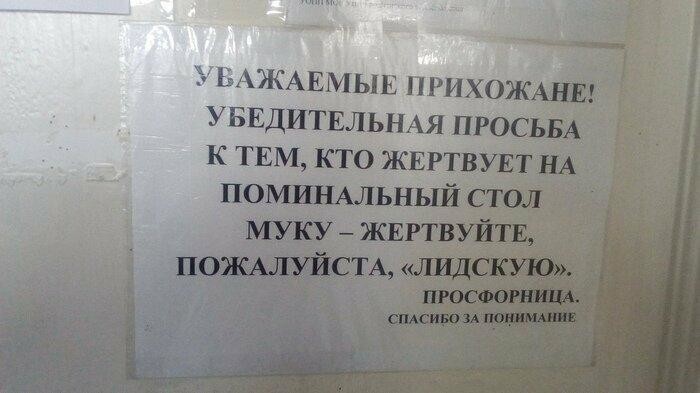 УВАЖАЕМЫЕ ПРИХОЖАНЕ!
УБЕДИТЕЛЬНАЯ ПРОСЬБА
К ТЕМ, КТО ЖЕРТВУЕТ НА
ПОМИНАЛЬНЫЙ СТОЛ
МУКУ – ЖЕРТВУЙТЕ,
ПОЖАЛУЙСТА, «ЛИДСКУЮ».
ПРОСФОРНИЦА.
СПАСИБО ЗА ПОНИМАНИЕ